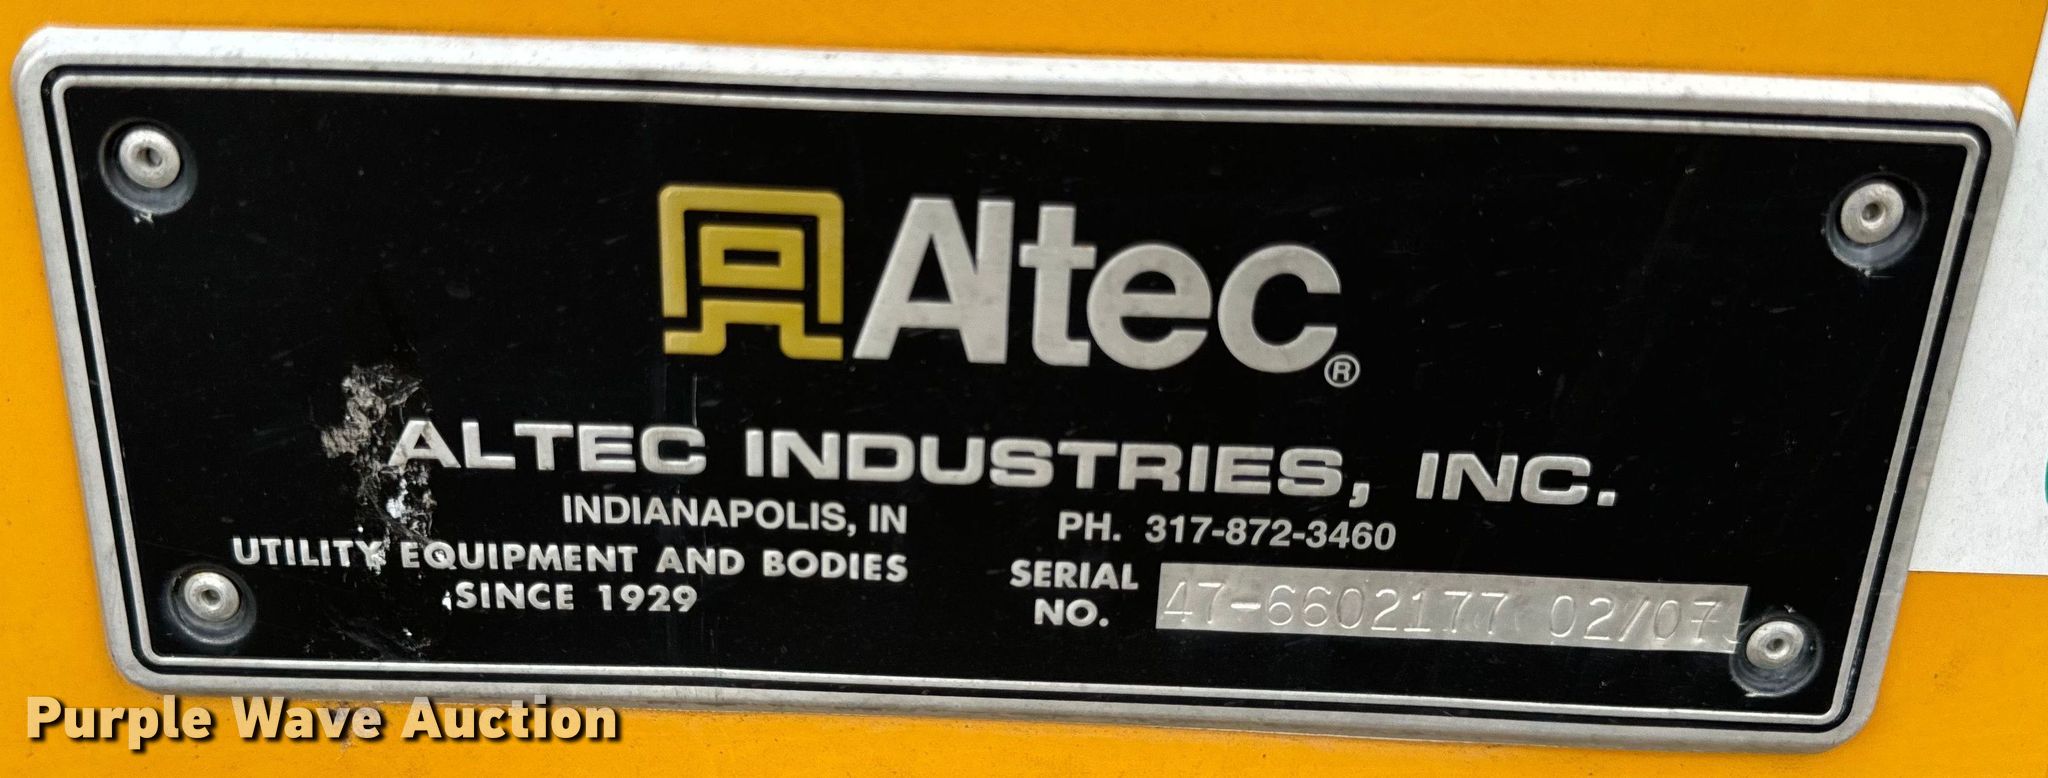 Altec®
ALTEC INDUSTRIES, INC.
INDIANAPOLIS, IN PH. 317-872-3460
UTILITY EQUIPMENT AND BODIES
SINCE 1929
SERIAL NO. 47-6602177 02/07
Purple Wave Auction